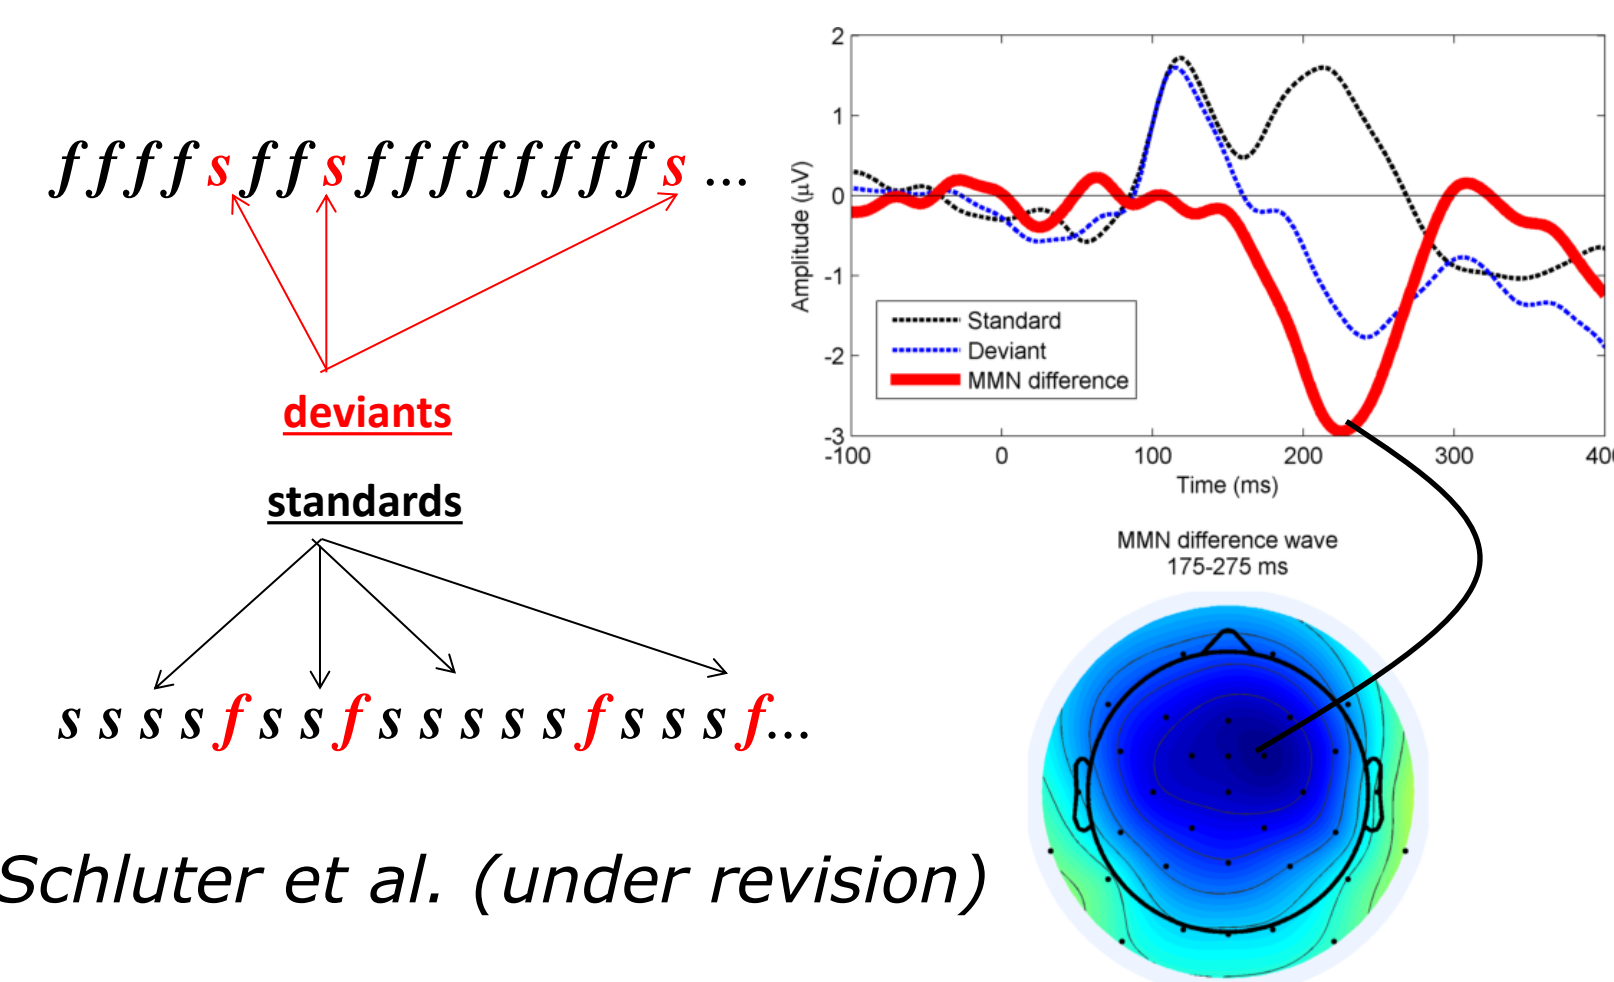 f f f f s f f s f f f f f f f f s ...
deviants
standards
s s s s f s s f s s s s s f s s s f...
Schluter et al. (under revision)
2
1
0
-1
-2
-3
Amplitude (µV)
Standard
Deviant
MMN difference
-100 0 100 200 300 400
Time (ms)
MMN difference wave
175-275 ms